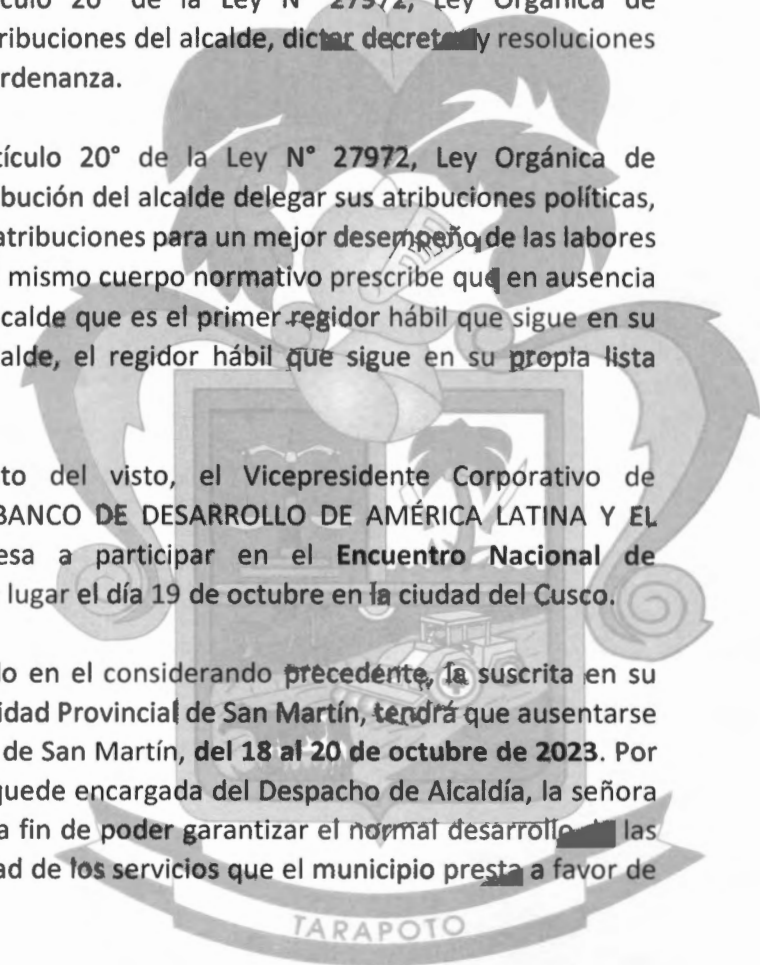 culo 20° de la Ley N° 27972, Ley Orgánica de
ribuciones del alcalde, dictar decretos y resoluciones
rdenanza.
tículo 20° de la Ley N° 27972, Ley Orgánica de
bución del alcalde delegar sus atribuciones políticas,
atribuciones para un mejor desempeño de las labores
mismo cuerpo normativo prescribe que en ausencia
calde que es el primer regidor hábil que sigue en su
alde, el regidor hábil que sigue en su propia lista
to del visto, el Vicepresidente Corporativo de
BANCO DE DESARROLLO DE AMÉRICA LATINA Y EL
esa a participar en el Encuentro Nacional de
lugar el día 19 de octubre en la ciudad del Cusco.
lo en el considerando precedente, la suscrita en su
idad Provincial de San Martín, tendrá que ausentarse
de San Martín, del 18 al 20 de octubre de 2023. Por
quede encargada del Despacho de Alcaldía, la señora
a fin de poder garantizar el normal desarrollo las
ad de los servicios que el municipio presta a favor de
TARAPOTO